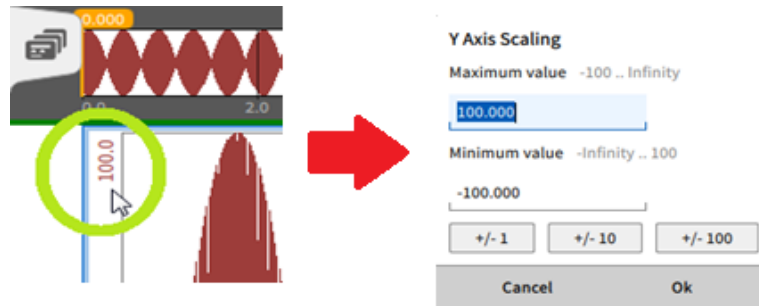 0.000
0.0 2.0
100.0
Y Axis Scaling
Maximum value -100 .. Infinity
100.000
Minimum value -Infinity .. 100
-100.000
+/- 1 +/- 10 +/- 100
Cancel Ok